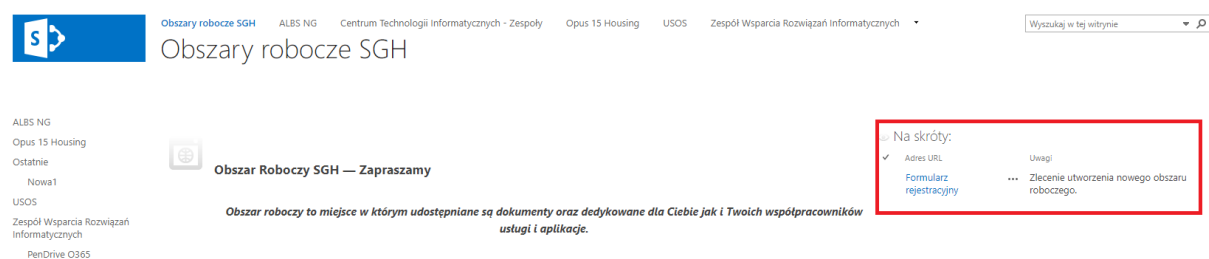 Obszary robocze SGH ALBS NG Centrum Technologii Informatycznych - Zespoły Opus 15 Housing USOS Zespół Wsparcia Rozwiązań Informatycznych
Wyszukaj w tej witrynie
S
Obszary robocze SGH
ALBS NG
Opus 15 Housing
Ostatnie
Nowa1
USOS
Zespół Wsparcia Rozwiązań
Informatycznych
PenDrive O365
Obszar Roboczy SGH — Zapraszamy
Obszar roboczy to miejsce w którym udostępniane są dokumenty oraz dedykowane dla Ciebie jak i Twoich współpracowników
usługi i aplikacje.
Na skróty:
Adres URL Uwagi
Formularz ... Zlecenie utworzenia nowego obszaru
rejestracyjny roboczego.